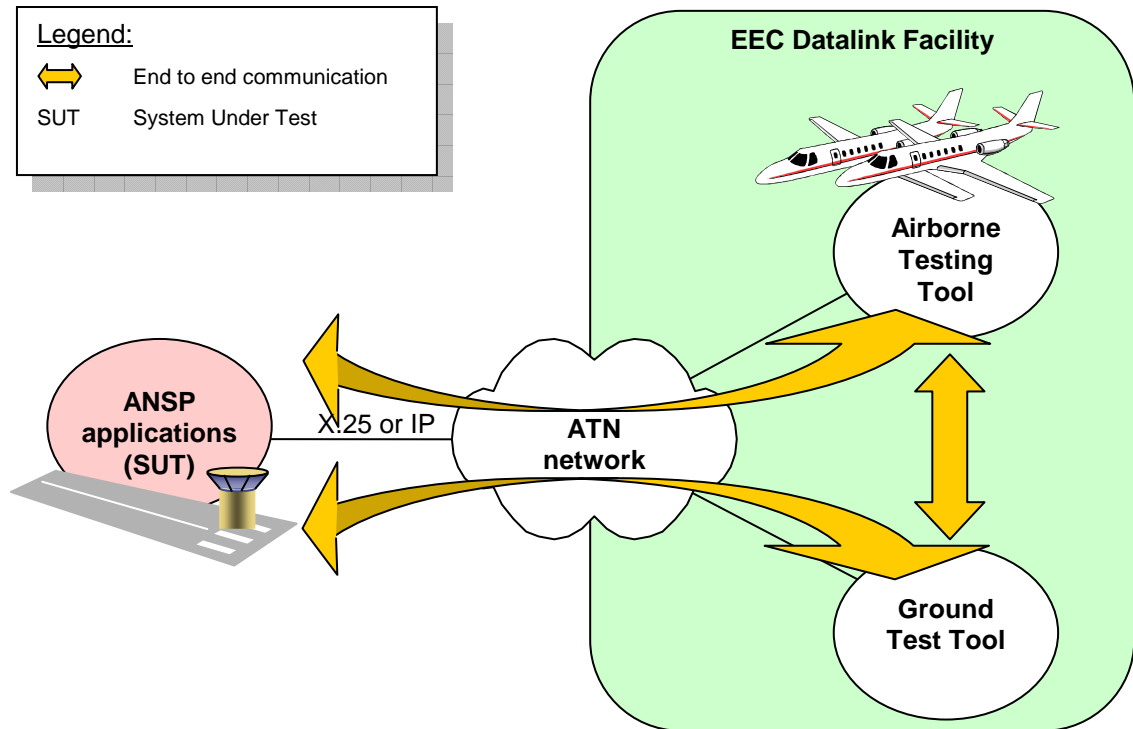 Legend:
End to end communication
SUT System Under Test
EEC Datalink Facility
Airborne
Testing
Tool
ANSP
applications
(SUT)
X.25 or IP
ATN
network
Ground
Test Tool